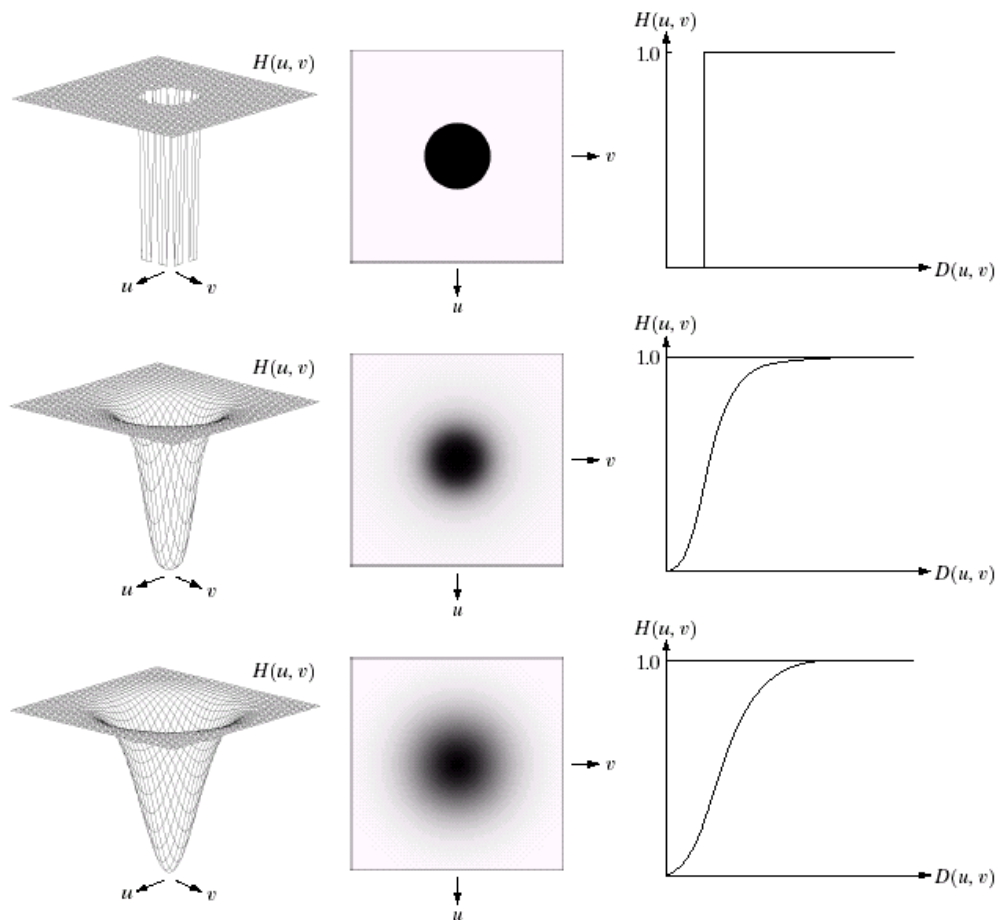 H(u, v)
u
v
v
u
H(u, v)
1.0
D(u, v)
H(u, v)
u
v
v
u
H(u, v)
1.0
D(u, v)
H(u, v)
u
v
v
u
H(u, v)
1.0
D(u, v)